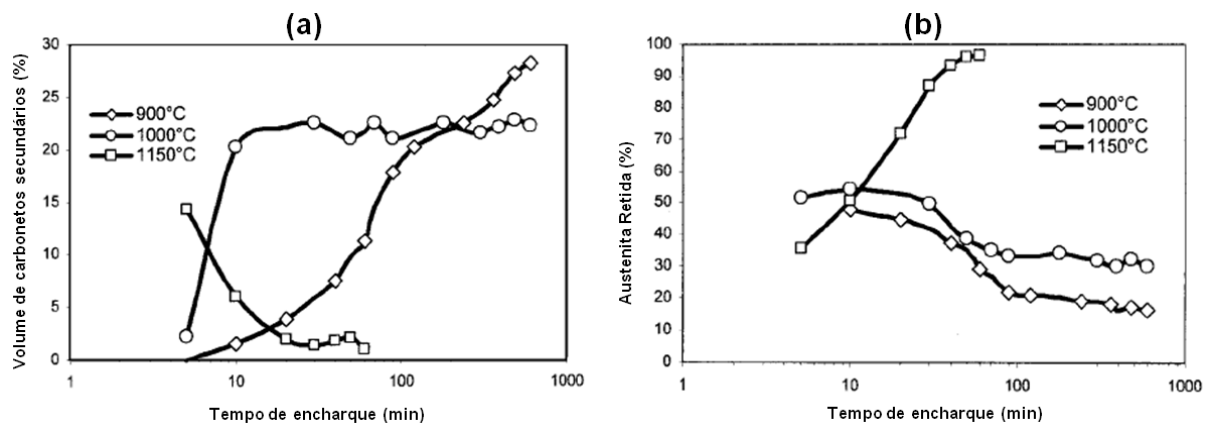 (a)
Volume de carbonetos secundários (%)
30
25
20
15
10
5
0
900°C
1000°C
1150°C
1
10
100
1000
Tempo de encharque (min)
(b)
Austenita Retida (%)
100
90
80
70
60
50
40
30
20
10
0
900°C
1000°C
1150°C
1
10
100
1000
Tempo de encharque (min)